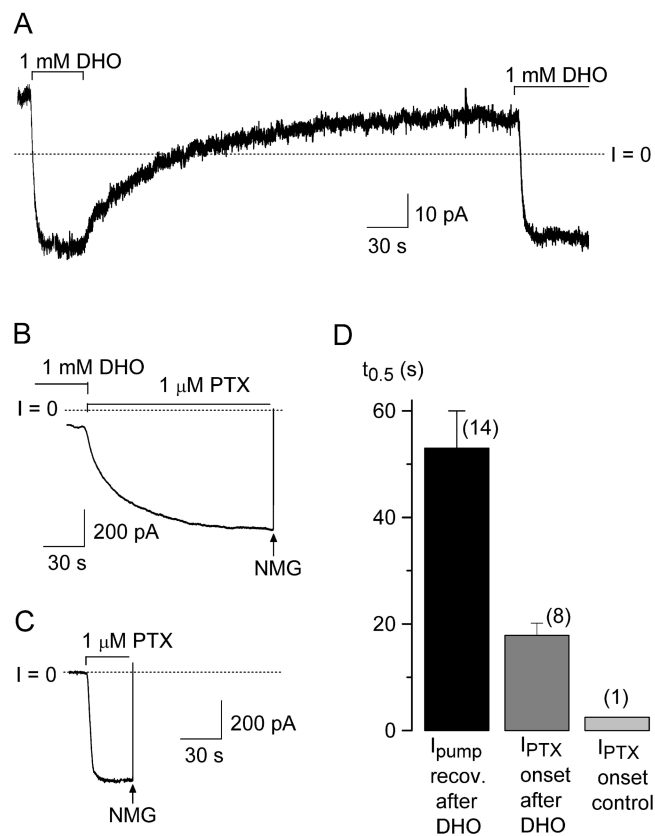 A
1 mM DHO
1 mM DHO
I = 0
10 pA
30 s
B
1 mM DHO
1 μM PTX
I = 0
200 pA
30 s
NMG
C
1 μM PTX
I = 0
200 pA
30 s
NMG
D
t0.5 (s)
60
40
20
0
(14)
(8)
(1)
Ipump
recov.
after
DHO
IPTX
onset
after
DHO
IPTX
onset
control